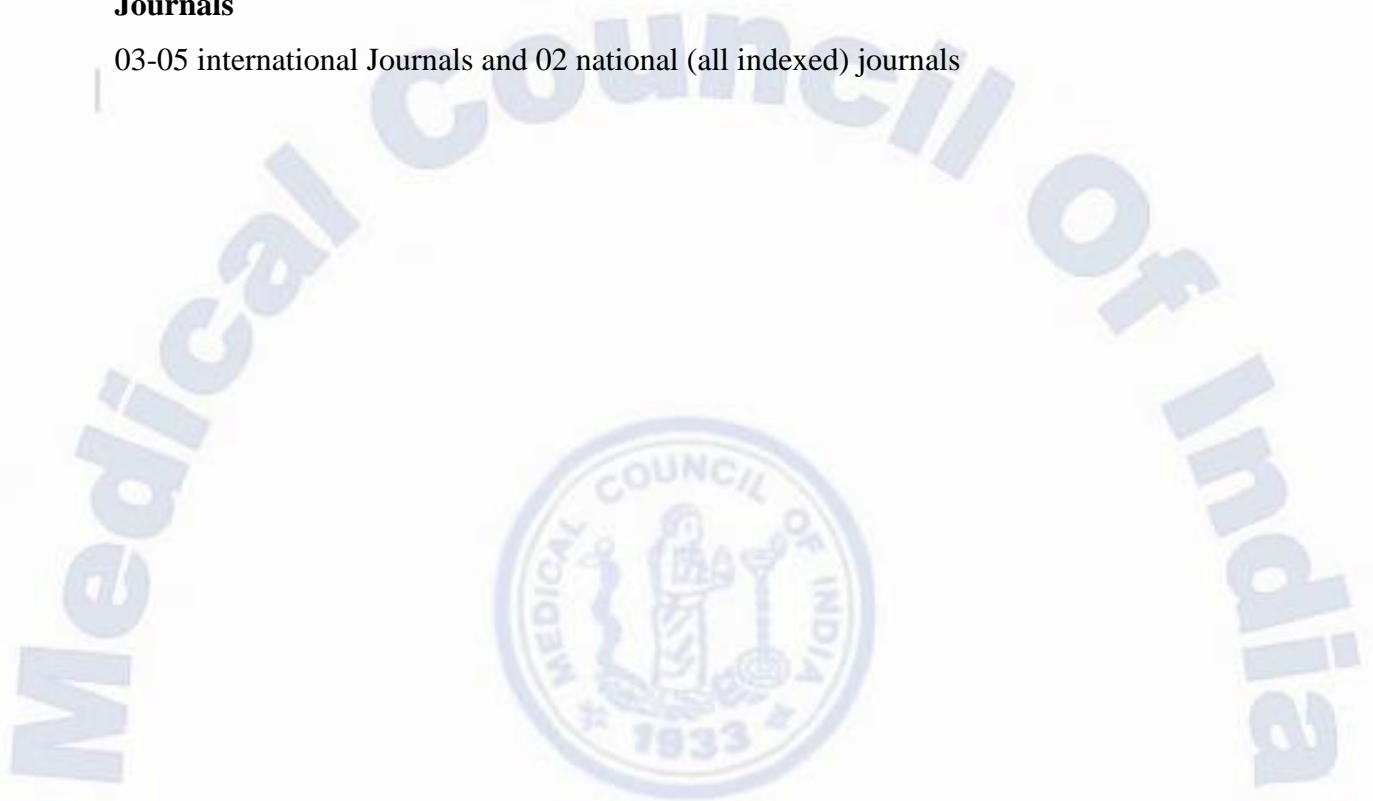 Journals
03-05 international Journals and 02 national (all indexed) journals
Medical Council Of India
MEDICAL COUNCIL OF INDIA
1933